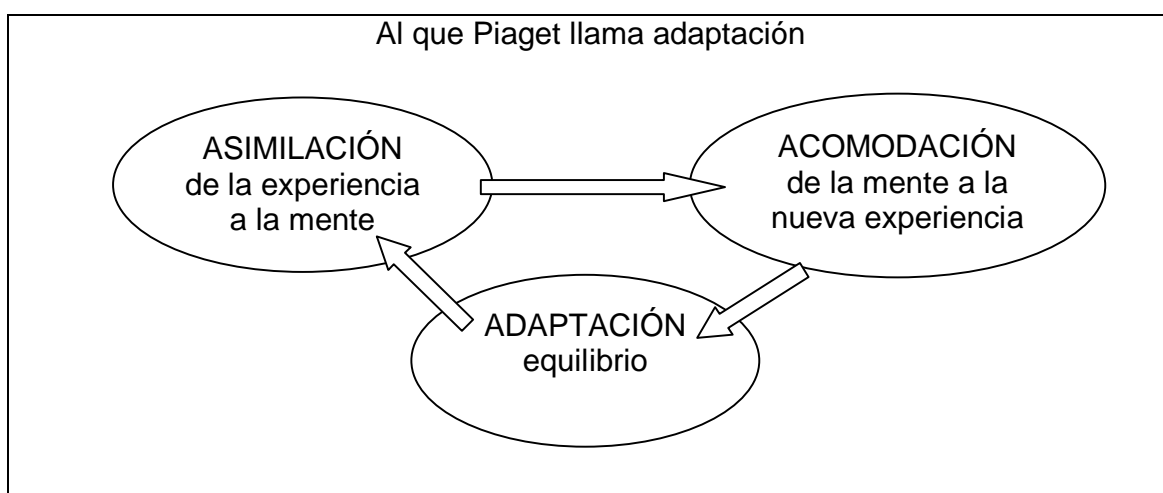 Al que Piaget llama adaptación
ASIMILACIÓN
de la experiencia
a la mente
ACOMODACIÓN
de la mente a la
nueva experiencia
ADAPTACIÓN
equilibrio